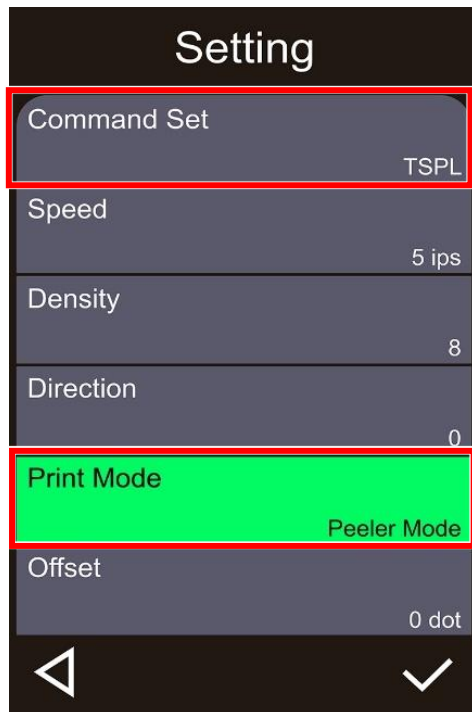 Setting
Command Set
TSPL
Speed
5 ips
Density
8
Direction
0
Print Mode
Peeler Mode
Offset
0 dot